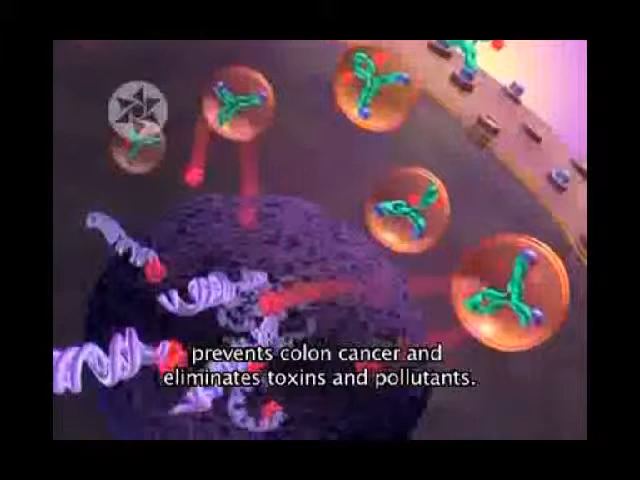 prevents colon cancer and
eliminates toxins and pollutants.